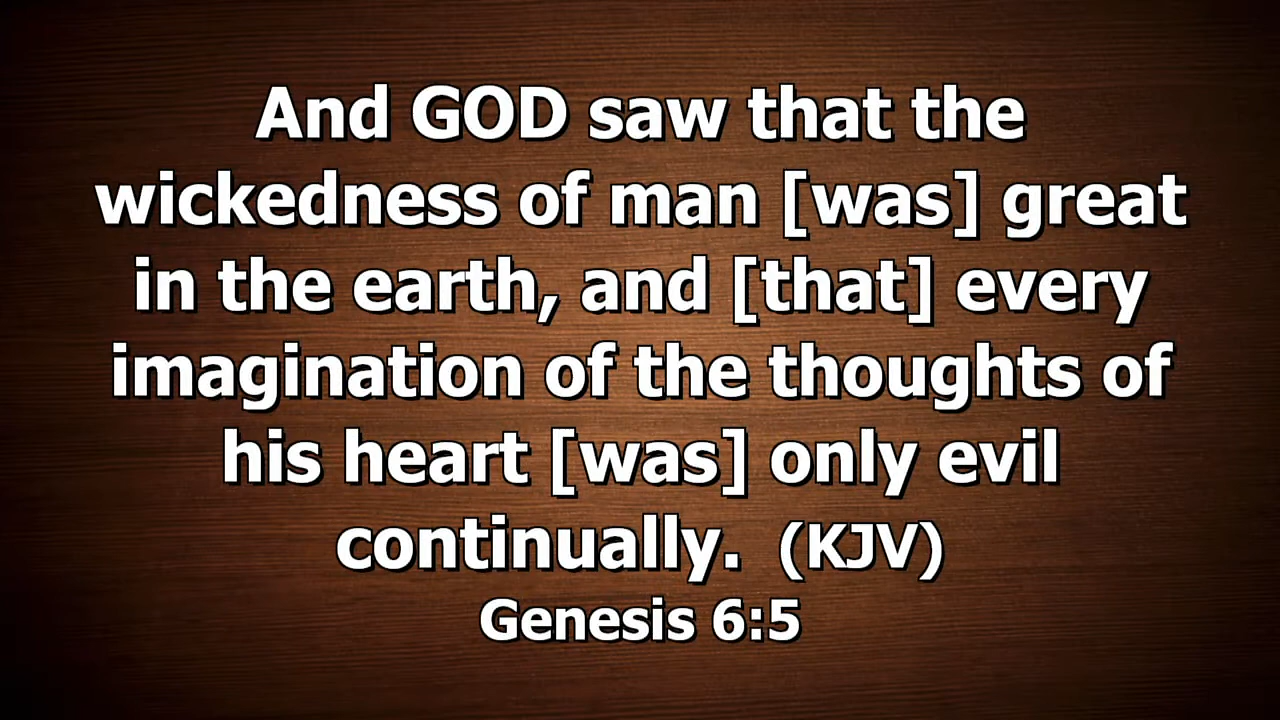 And GOD saw that the
wickedness of man [was] great
in the earth, and [that] every
imagination of the thoughts of
his heart [was] only evil
continually. (KJV)
Genesis 6:5